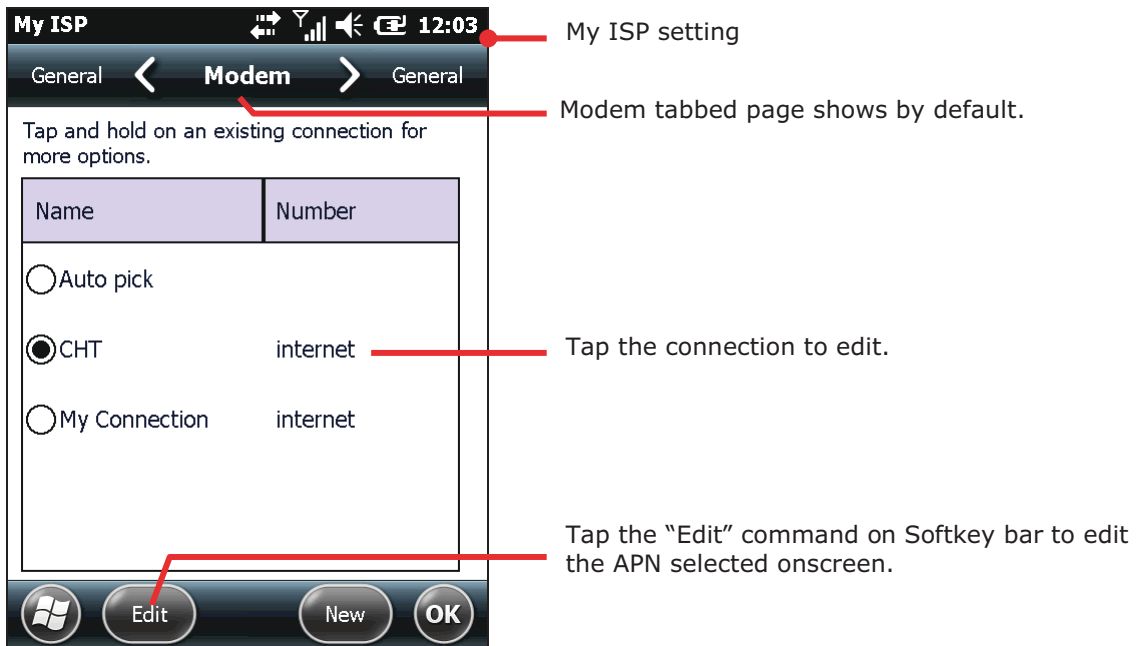 My ISP 12:03
General Modem General
Tap and hold on an existing connection for
more options.
Name Number
Auto pick
CHT internet
My Connection internet
Edit New OK
My ISP setting
Modem tabbed page shows by default.
Tap the connection to edit.
Tap the “Edit” command on Softkey bar to edit
the APN selected onscreen.